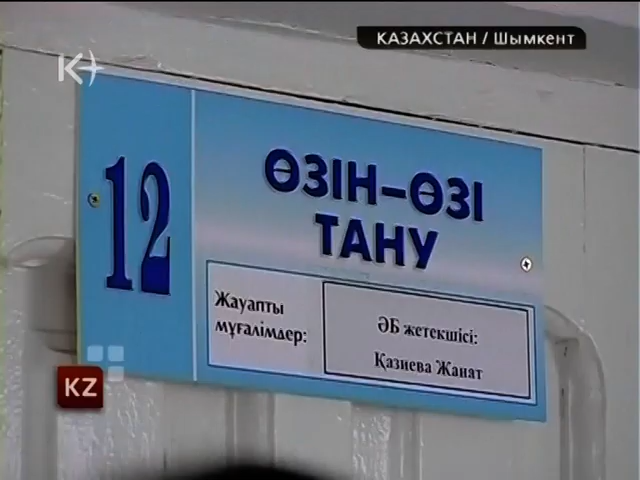 КАЗАХСТАН / Шымкент
K+
12
ӨЗІН-ӨЗІ
ТАНУ
Жауапты
мұғалімдер:
ӘБ жетекшісі:
Қазиева Жанат
KZ